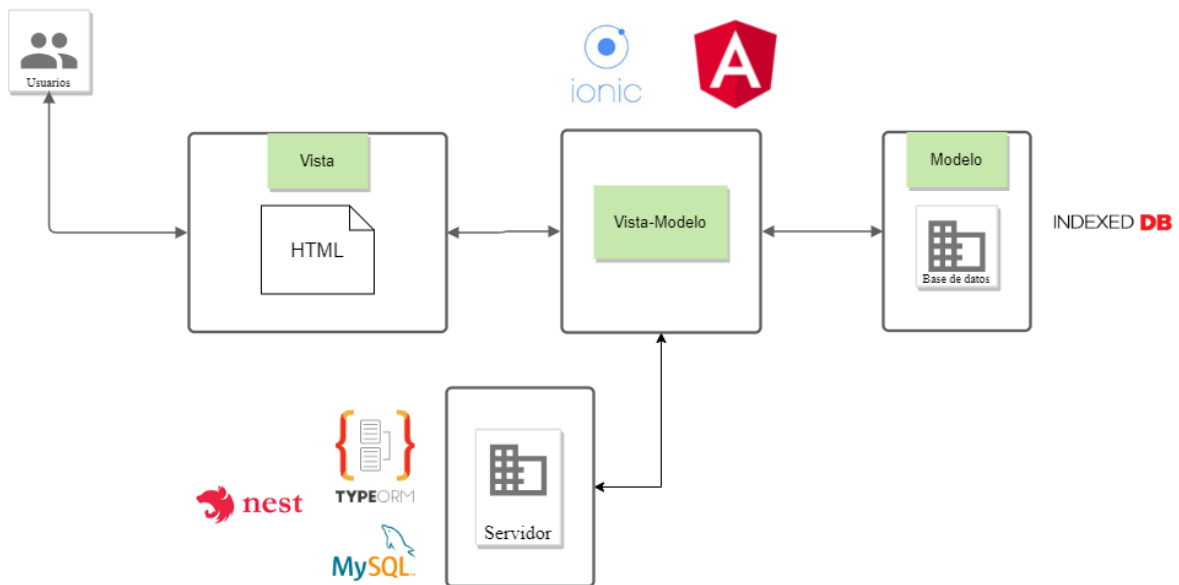 Usuarios
ionic
A
Vista
HTML
Vista-Modelo
Modelo
Base de datos
INDEXED DB
TYPEORM
nest
MySQL
Servidor